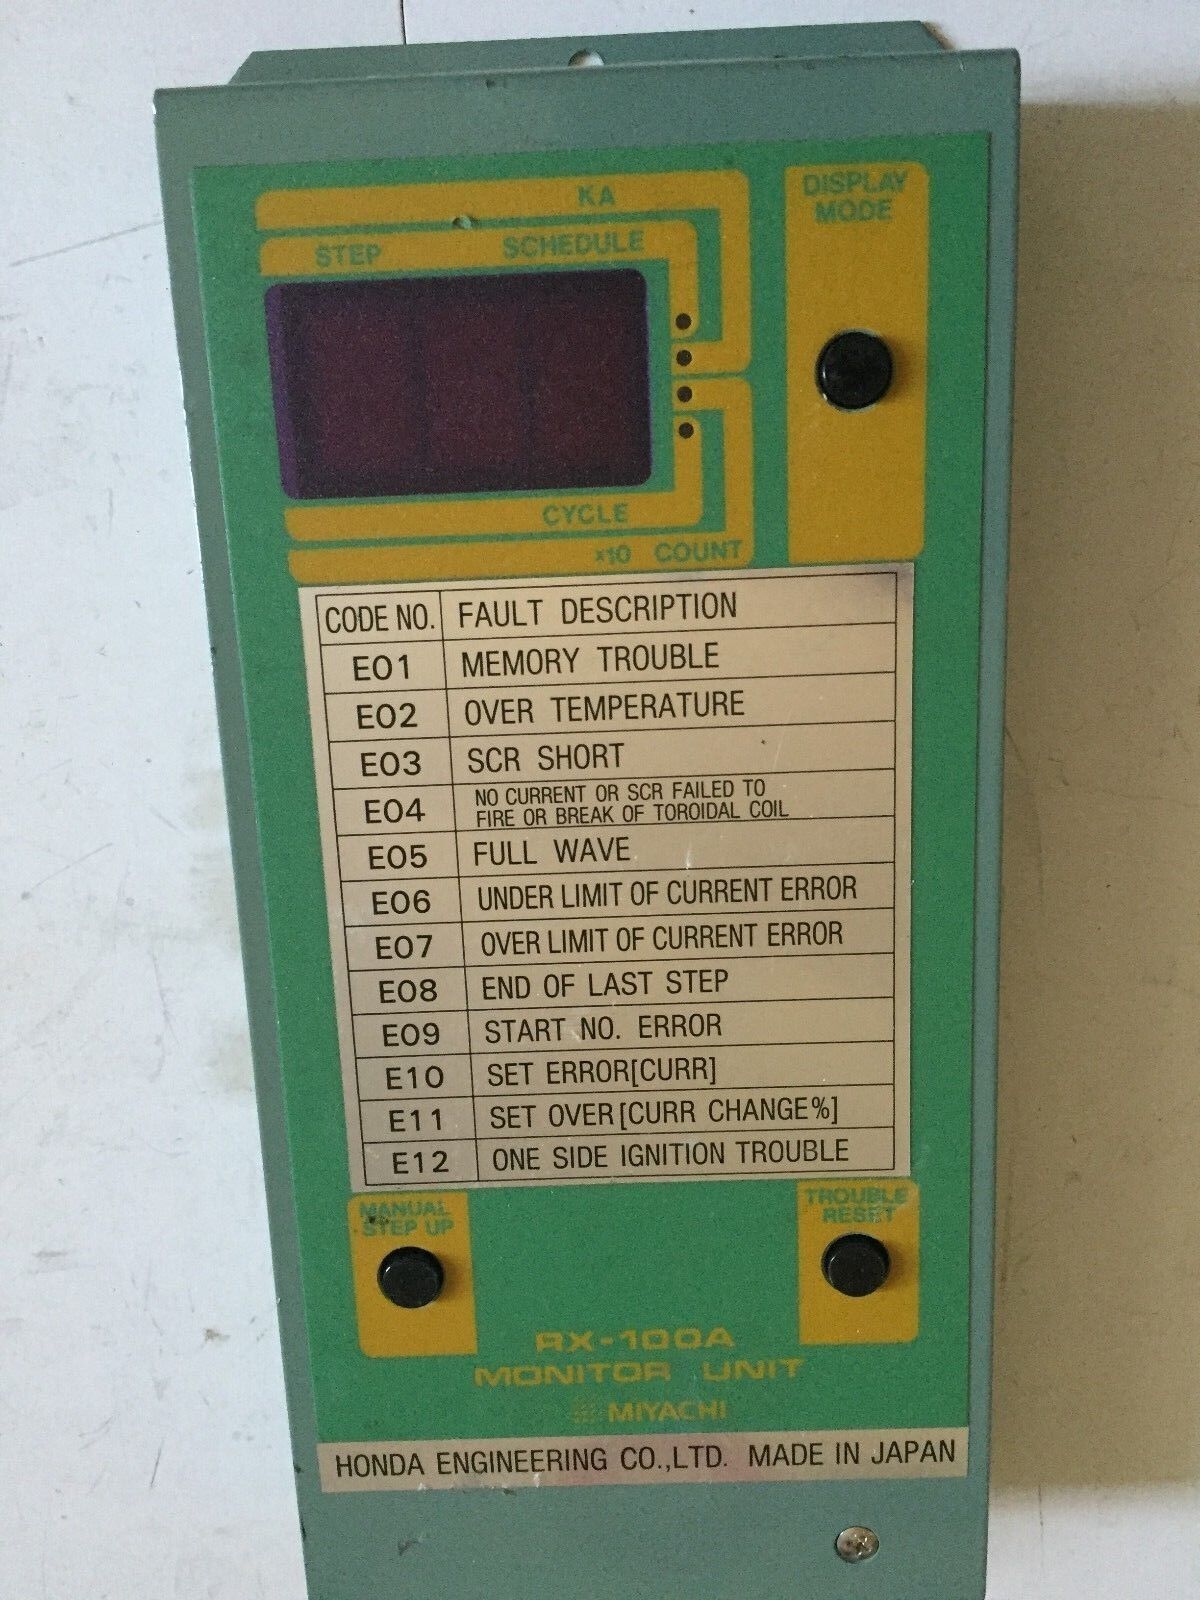 KA
DISPLAY
MODE
STEP SCHEDULE
CYCLE
×10 COUNT
CODE NO. FAULT DESCRIPTION
E01 MEMORY TROUBLE
E02 OVER TEMPERATURE
E03 SCR SHORT
E04 NO CURRENT OR SCR FAILED TO
FIRE OR BREAK OF TOROIDAL COIL
E05 FULL WAVE
E06 UNDER LIMIT OF CURRENT ERROR
E07 OVER LIMIT OF CURRENT ERROR
E08 END OF LAST STEP
E09 START NO. ERROR
E10 SET ERROR[CURR]
E11 SET OVER[CURR CHANGE%]
E12 ONE SIDE IGNITION TROUBLE
MANUAL
STEP UP
TROUBLE
RESET
RX-100A
MONITOR UNIT
MIYACHI
HONDA ENGINEERING CO.,LTD. MADE IN JAPAN